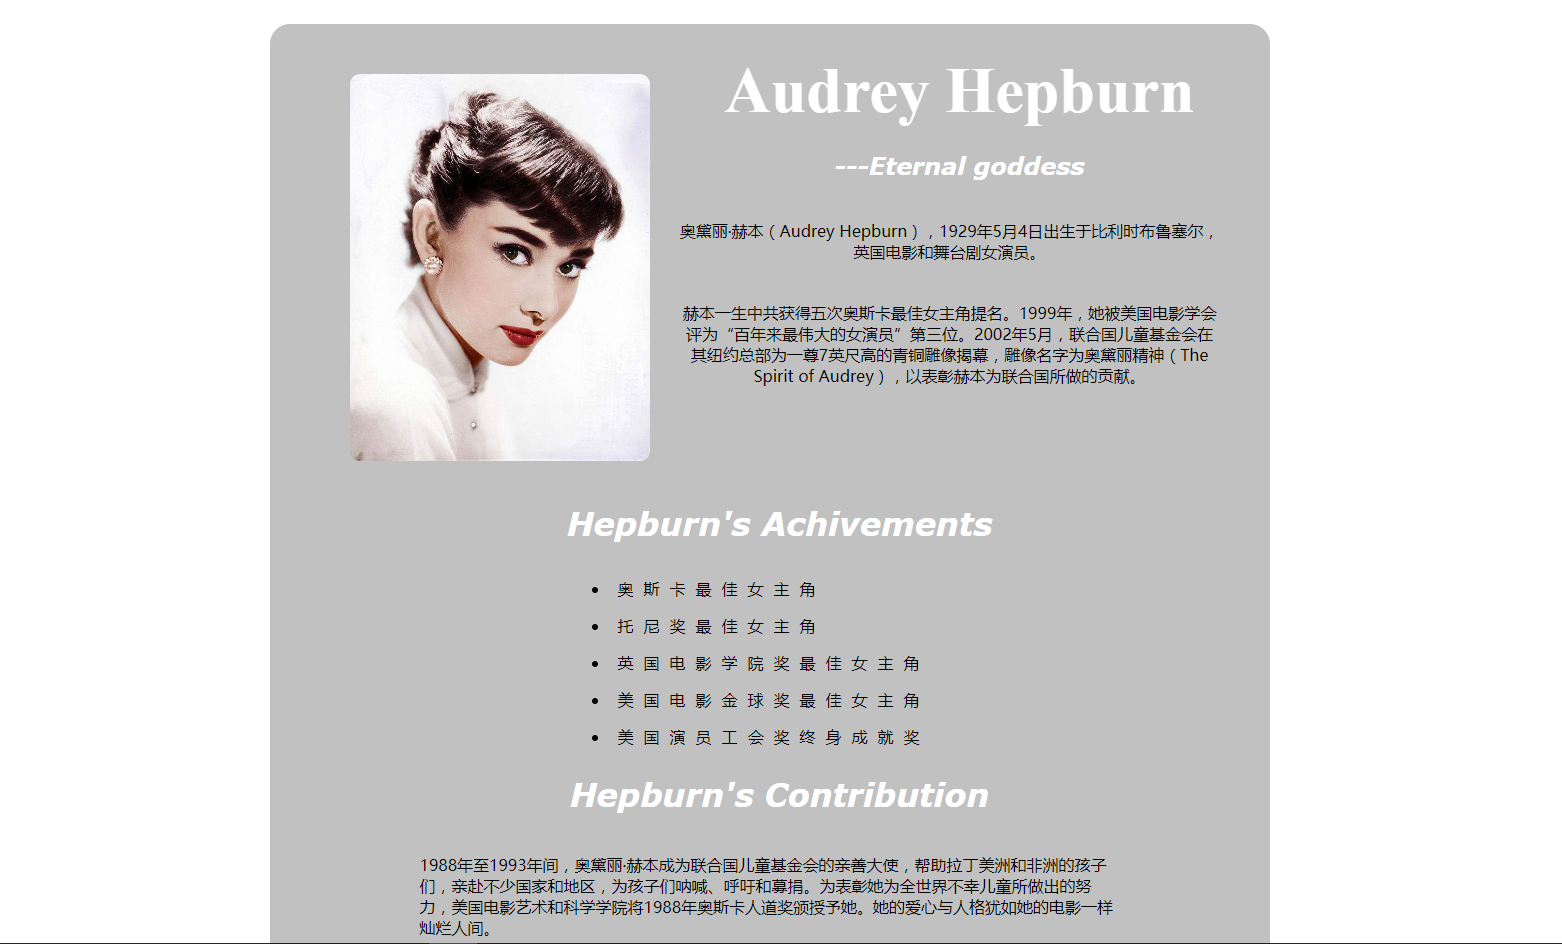 Audrey Hepburn
---Eternal goddess
奥黛丽·赫本（Audrey Hepburn），1929年5月4日出生于比利时布鲁塞尔，
英国电影和舞台剧女演员。
赫本一生中共获得五次奥斯卡最佳女主角提名。1999年，她被美国电影学会
评为“百年来最伟大的女演员”第三位。2002年5月，联合国儿童基金会在
其纽约总部为一尊7英尺高的青铜雕像揭幕，雕像名字为奥黛丽精神（The
Spirit of Audrey），以表彰赫本为联合国所做的贡献。
Hepburn's Achivements
• 奥斯卡最佳女主角
• 托尼奖最佳女主角
• 英国电影学院奖最佳女主角
• 美国电影金球奖最佳女主角
• 美国演员工会奖终身成就奖
Hepburn's Contribution
1988年至1993年间，奥黛丽·赫本成为联合国儿童基金会的亲善大使，帮助拉丁美洲和非洲的孩子
们，亲赴不少国家和地区，为孩子们呐喊、呼吁和募捐。为表彰她为全世界不幸儿童所做出的努
力，美国电影艺术和科学学院将1988年奥斯卡人道奖颁授予她。她的爱心与人格犹如她的电影一样
灿烂人间。